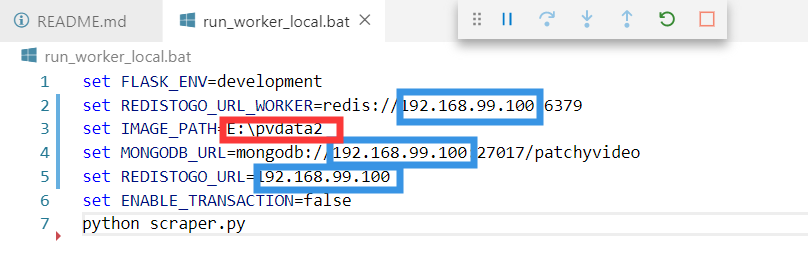 README.md
run_worker_local.bat
run_worker_local.bat
1 set FLASK_ENV=development
2 set REDISTOGO_URL_WORKER=redis://192.168.99.100:6379
3 set IMAGE_PATH=E:\pvdata2
4 set MONGODB_URL=mongodb://192.168.99.100:27017/patchyvideo
5 set REDISTOGO_URL=192.168.99.100
6 set ENABLE_TRANSACTION=false
7 python scraper.py